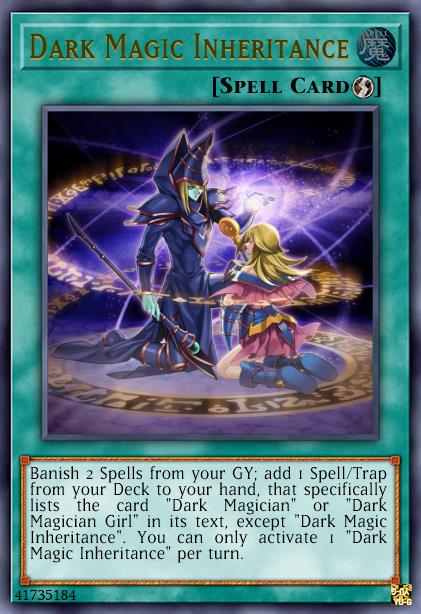 Dark Magic Inheritance
魔
[Spell Card]
Banish 2 Spells from your GY; add 1 Spell/Trap
from your Deck to your hand, that specifically
lists the card "Dark Magician" or "Dark
Magician Girl" in its text, except "Dark Magic
Inheritance". You can only activate 1 "Dark
Magic Inheritance" per turn.
41735184